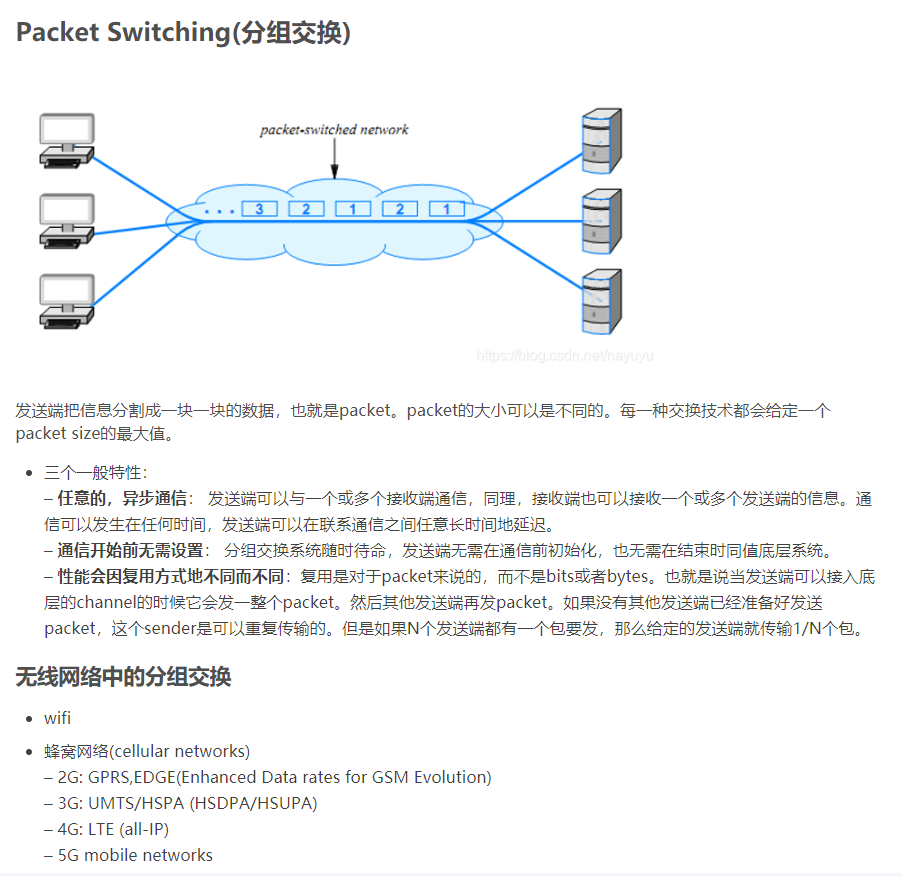 Packet Switching(分组交换)
packet-switched network
. . . 3 2 1 2 1
https://blog.csdn.net/nayuyu
发送端把信息分割成一块一块的数据，也就是packet。packet的大小可以是不同的。每一种交换技术都会给定一个
packet size的最大值。
• 三个一般特性：
– 任意的，异步通信： 发送端可以与一个或多个接收端通信，同理，接收端也可以接收一个或多个发送端的信息。通
信可以发生在任何时间，发送端可以在联系通信之间任意长时间地延迟。
– 通信开始前无需设置： 分组交换系统随时待命，发送端无需在通信前初始化，也无需在结束时同值底层系统。
– 性能会因复用方式地不同而不同：复用是对于packet来说的，而不是bits或者bytes。也就是说当发送端可以接入底
层的channel的时候它会发一整个packet。然后其他发送端再发packet。如果没有其他发送端已经准备好发送
packet，这个sender是可以重复传输的。但是如果N个发送端都有一个包要发，那么给定的发送端就传输1/N个包。
无线网络中的分组交换
• wifi
• 蜂窝网络(cellular networks)
– 2G: GPRS,EDGE(Enhanced Data rates for GSM Evolution)
– 3G: UMTS/HSPA (HSDPA/HSUPA)
– 4G: LTE (all-IP)
– 5G mobile networks